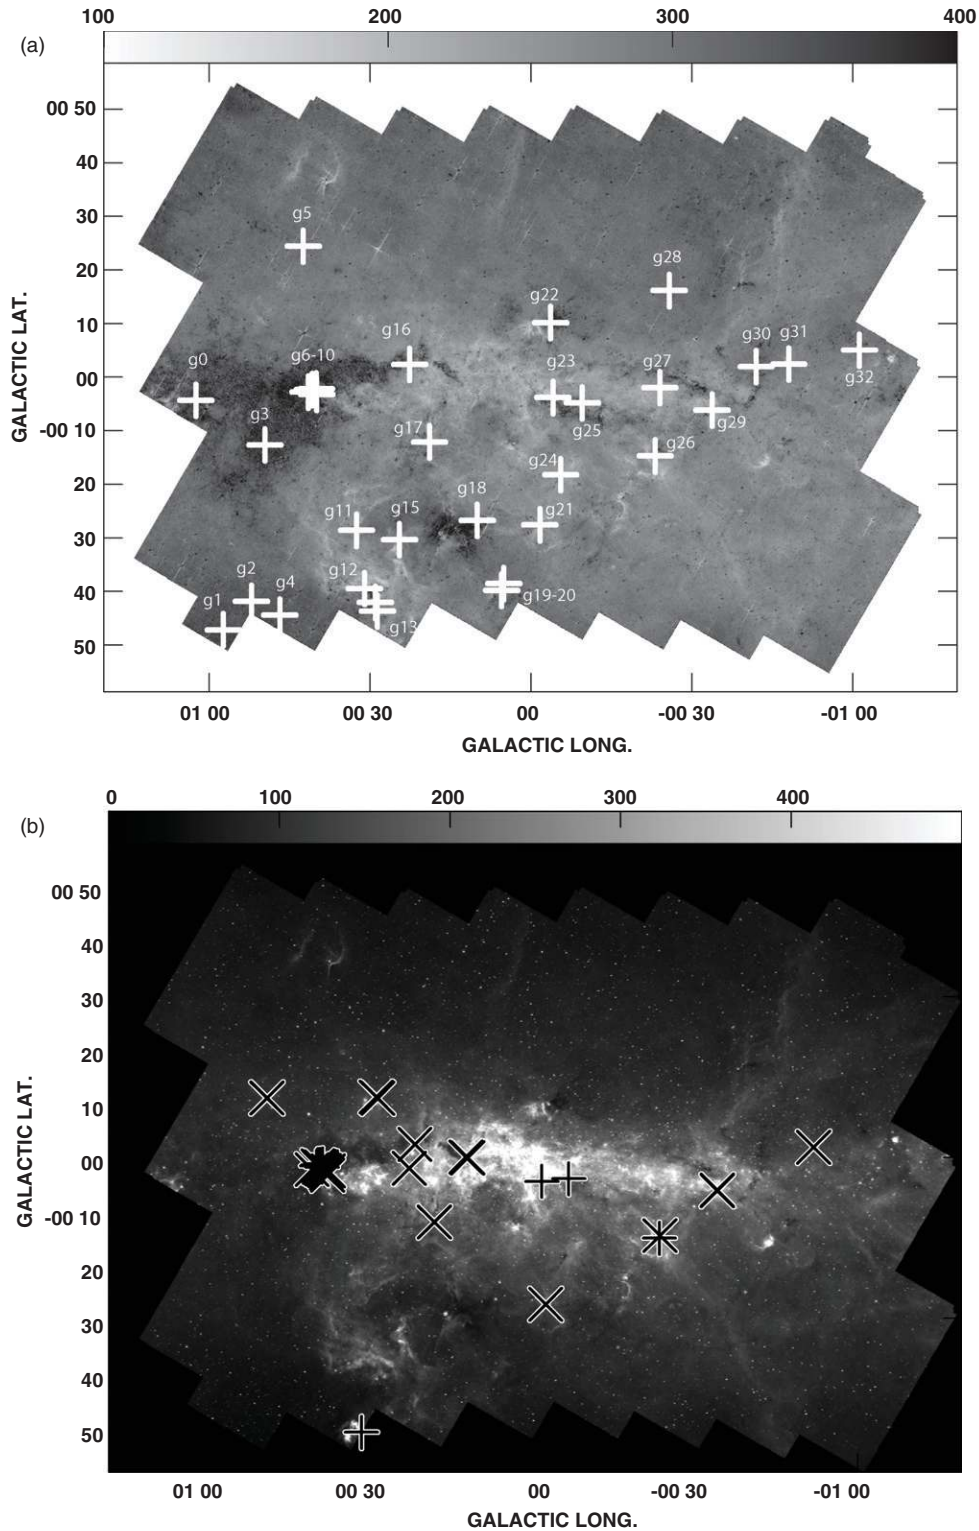 100 200 300 400
(a)
00 50
40
g5
30
g28
20
g22
10
g16 g30 g31
g0 g6-10 g23 g27
00
g32
GALACTIC LAT.
g3 g25 g29
-00 10
g17 g26
g24
20
g18
g11 g15 g21
30
g12
g2 g4 g19-20
40
g1 g13
50
01 00 00 30 00 -00 30 -01 00
GALACTIC LONG.
0 100 200 300 400
(b)
00 50
40
30
20
10
00
GALACTIC LAT.
-00 10
20
30
40
50
01 00 00 30 00 -00 30 -01 00
GALACTIC LONG.